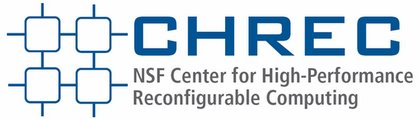 CHREC
NSF Center for High-Performance
Reconfigurable Computing